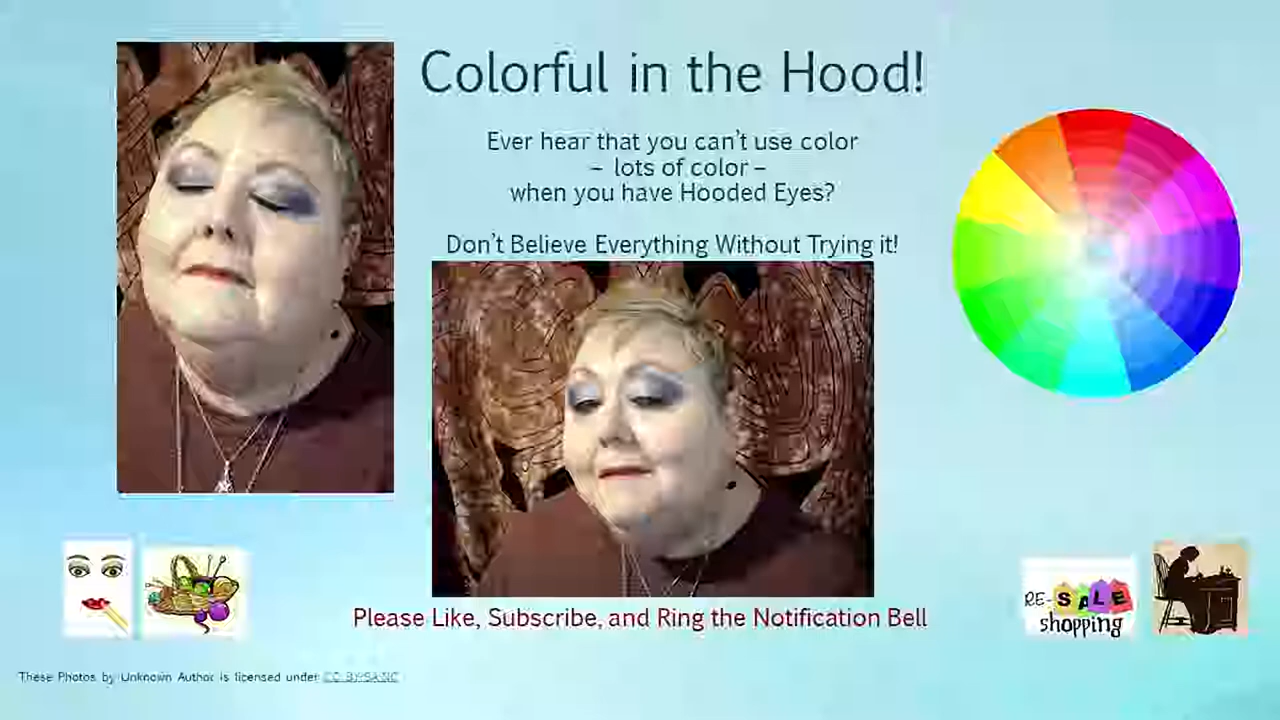 Colorful in the Hood!
Ever hear that you can't use color
– lots of color –
when you have Hooded Eyes?
Don't Believe Everything Without Trying it!
Please Like, Subscribe, and Ring the Notification Bell
RE-SALE
shopping
These Photos by Unknown Author is licensed under CC BY-SA-NC